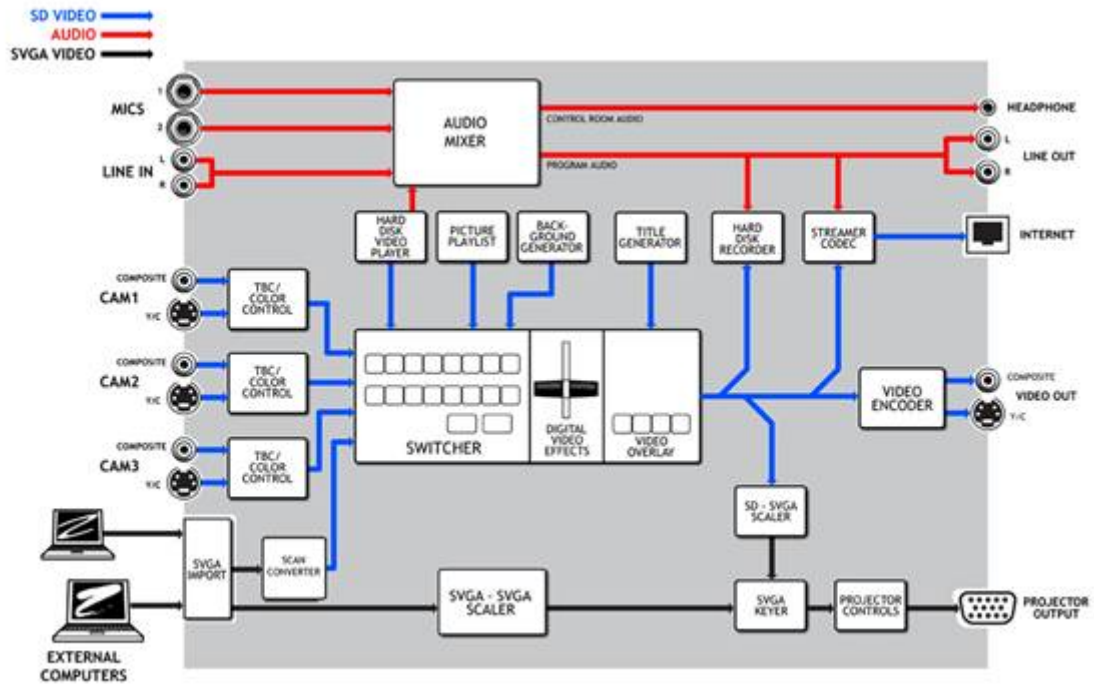 SD VIDEO
AUDIO
SVGA VIDEO
MICS
1
2
LINE IN
L
R
AUDIO
MIXER
CONTROL ROOM AUDIO
PROGRAM AUDIO
HEADPHONE
L
LINE OUT
R
HARD
DISK
VIDEO
PLAYER
PICTURE
PLAYLIST
BACK-
GROUND
GENERATOR
TITLE
GENERATOR
HARD
DISK
RECORDER
STREAMER
CODEC
INTERNET
COMPOSITE
CAM1
Y/C
TBC/
COLOR
CONTROL
COMPOSITE
CAM2
Y/C
TBC/
COLOR
CONTROL
COMPOSITE
CAM3
Y/C
TBC/
COLOR
CONTROL
SWITCHER
DIGITAL
VIDEO
EFFECTS
VIDEO
OVERLAY
VIDEO
ENCODER
COMPOSITE
VIDEO OUT
Y/C
SD - SVGA
SCALER
SVGA
IMPORT
SCAN
CONVERTER
SVGA - SVGA
SCALER
SVGA
KEYER
PROJECTOR
CONTROLS
PROJECTOR
OUTPUT
EXTERNAL
COMPUTERS